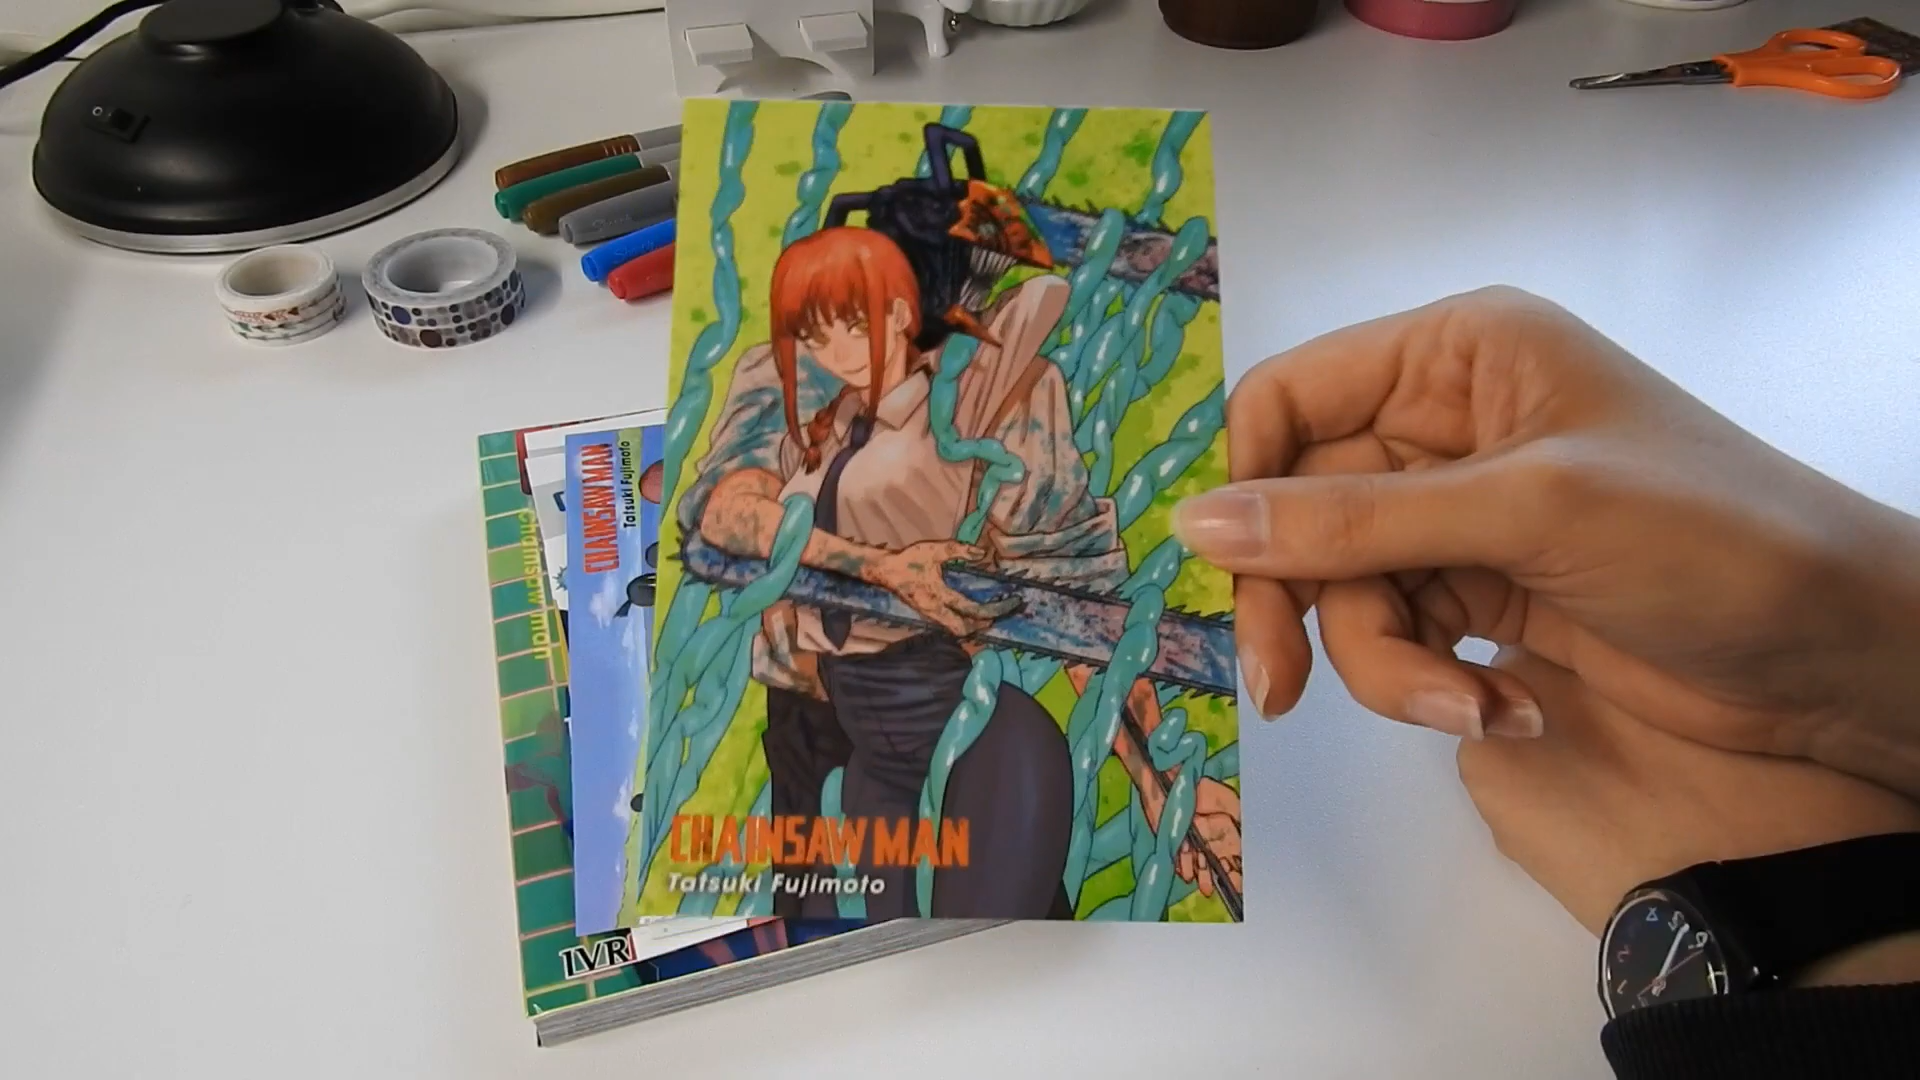 CHAINSAW MAN
Tatsuki Fujimoto
CHAINSAW MAN
Tatsuki Fujimoto
chainsaw man
IVR